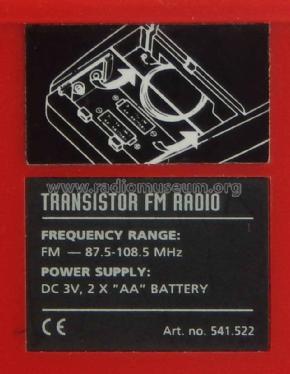 www.radiomuseum.org
TRANSISTOR FM RADIO
FREQUENCY RANGE:
FM — 87.5-108.5 MHz
POWER SUPPLY:
DC 3V, 2 X "AA" BATTERY
CE Art. no. 541.522